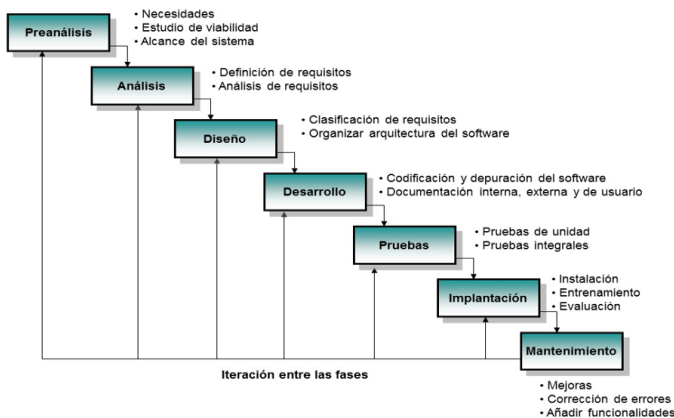 Preanálisis
• Necesidades
• Estudio de viabilidad
• Alcance del sistema
Análisis
• Definición de requisitos
• Análisis de requisitos
Diseño
• Clasificación de requisitos
• Organizar arquitectura del software
Desarrollo
• Codificación y depuración del software
• Documentación interna, externa y de usuario
Pruebas
• Pruebas de unidad
• Pruebas integrales
Implantación
• Instalación
• Entrenamiento
• Evaluación
Mantenimiento
• Mejoras
• Corrección de errores
• Añadir funcionalidades
Iteración entre las fases